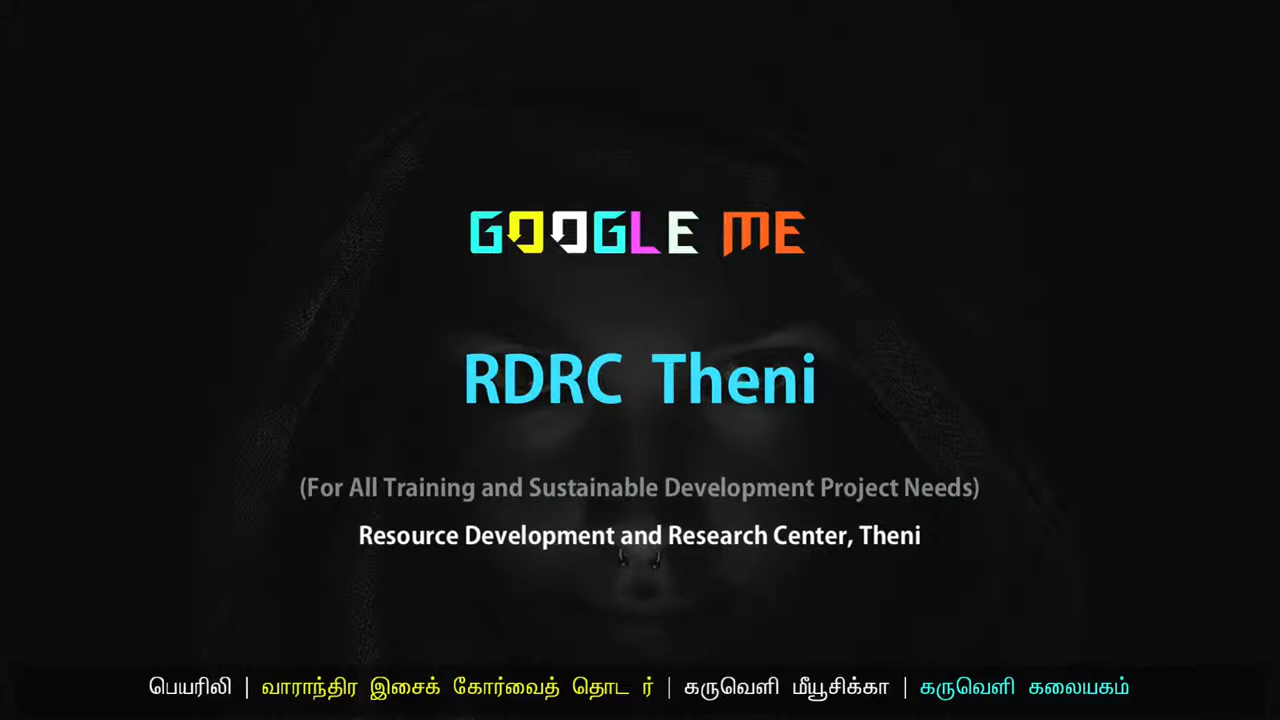 GOOGLE ME
RDRC Theni
(For All Training and Sustainable Development Project Needs)
Resource Development and Research Center, Theni
பெயரிலி | வாராந்திர இசைக் கோர்வைத் தொட ர் | கருவெளி மீயூசிக்கா | கருவெளி கலையகம்